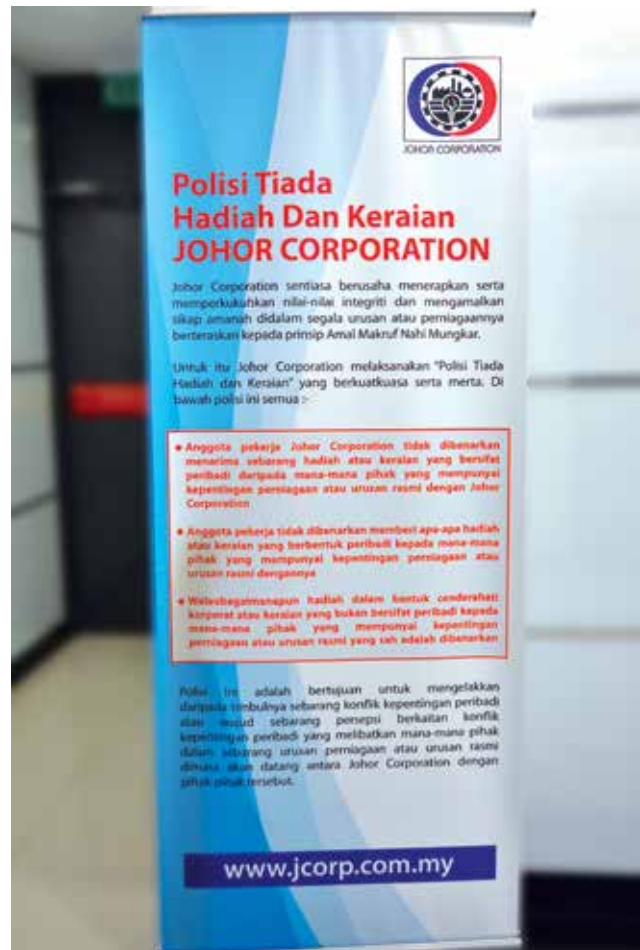 JOHOR CORPORATION
Polisi Tiada
Hadiah Dan Keraian
JOHOR CORPORATION
Johor Corporation sentiasa berusaha menerapkan serta
memperkukuhkan nilai-nilai integriti dan mengamalkan
sikap amanah didalam segala urusan atau perniagaannya
berteraskan kepada prinsip Amal Makruf Nahi Mungkar.
Untuk itu Johor Corporation melaksanakan "Polisi Tiada
Hadiah dan Keraian" yang berkuatkuasa serta merta. Di
bawah polisi ini semua :-
• Anggota pekerja Johor Corporation tidak dibenarkan
menerima sebarang hadiah atau keraian yang bersifat
peribadi daripada mana-mana pihak yang mempunyai
kepentingan perniagaan atau urusan rasmi dengan Johor
Corporation
• Anggota pekerja tidak dibenarkan memberi apa-apa hadiah
atau keraian yang berbentuk peribadi kepada mana-mana
pihak yang mempunyai kepentingan perniagaan atau
urusan rasmi dengannya
• Walaubagaimanapun hadiah dalam bentuk cenderahati
korporat atau keraian yang bukan bersifat peribadi kepada
mana-mana pihak yang mempunyai kepentingan
perniagaan atau urusan rasmi yang sah adalah dibenarkan
Polisi ini adalah bertujuan untuk mengelakkan
daripada timbulnya sebarang konflik kepentingan peribadi
atau wujud sebarang persepsi berkaitan konflik
kepentingan peribadi yang melibatkan mana-mana pihak
dalam sebarang urusan perniagaan atau urusan rasmi
dimasa akan datang antara Johor Corporation dengan
pihak-pihak tersebut.
www.jcorp.com.my